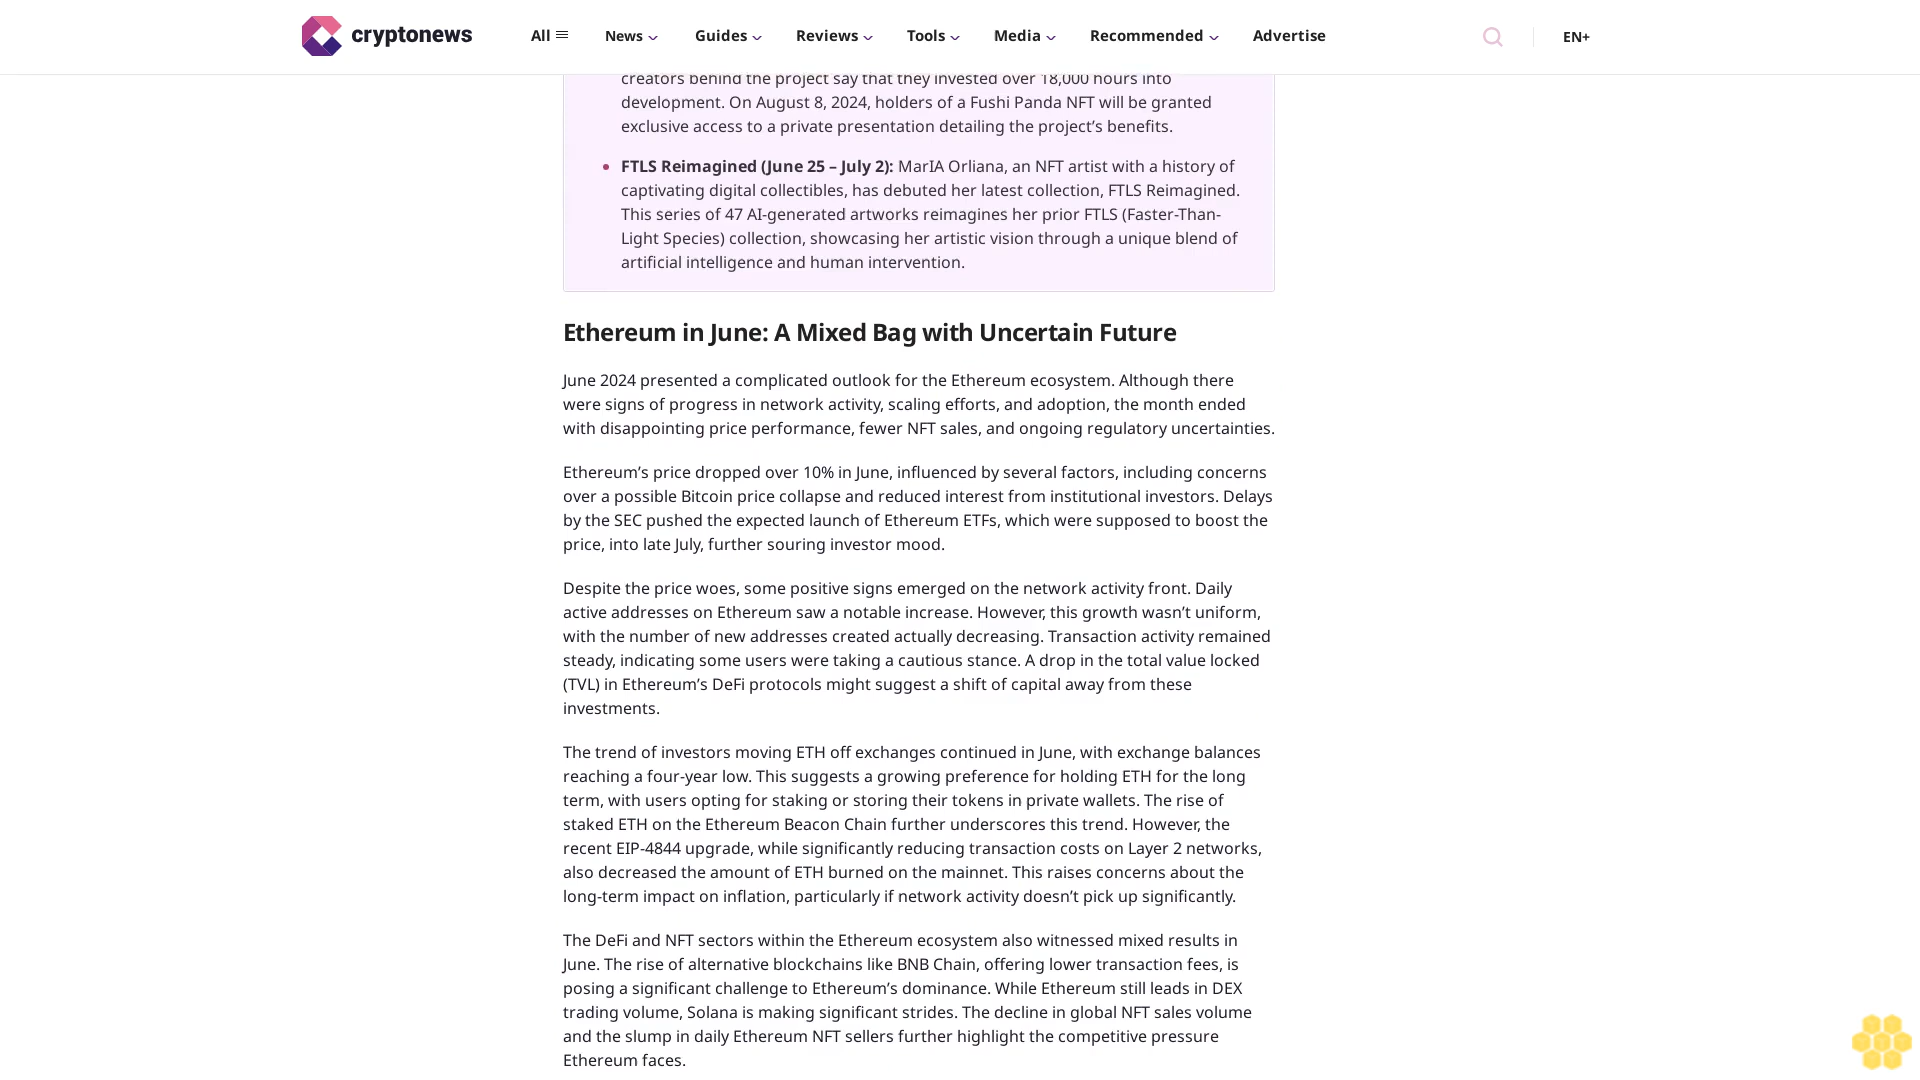 cryptonews
All
News
Guides
Reviews
Tools
Media
Recommended
Advertise
EN+
creators behind the project say that they invested over 18,000 hours into
development. On August 8, 2024, holders of a Fushi Panda NFT will be granted
exclusive access to a private presentation detailing the project’s benefits.
FTLS Reimagined (June 25 – July 2): MarIA Orliana, an NFT artist with a history of
captivating digital collectibles, has debuted her latest collection, FTLS Reimagined.
This series of 47 AI-generated artworks reimagines her prior FTLS (Faster-Than-
Light Species) collection, showcasing her artistic vision through a unique blend of
artificial intelligence and human intervention.
Ethereum in June: A Mixed Bag with Uncertain Future
June 2024 presented a complicated outlook for the Ethereum ecosystem. Although there
were signs of progress in network activity, scaling efforts, and adoption, the month ended
with disappointing price performance, fewer NFT sales, and ongoing regulatory uncertainties.
Ethereum’s price dropped over 10% in June, influenced by several factors, including concerns
over a possible Bitcoin price collapse and reduced interest from institutional investors. Delays
by the SEC pushed the expected launch of Ethereum ETFs, which were supposed to boost the
price, into late July, further souring investor mood.
Despite the price woes, some positive signs emerged on the network activity front. Daily
active addresses on Ethereum saw a notable increase. However, this growth wasn’t uniform,
with the number of new addresses created actually decreasing. Transaction activity remained
steady, indicating some users were taking a cautious stance. A drop in the total value locked
(TVL) in Ethereum’s DeFi protocols might suggest a shift of capital away from these
investments.
The trend of investors moving ETH off exchanges continued in June, with exchange balances
reaching a four-year low. This suggests a growing preference for holding ETH for the long
term, with users opting for staking or storing their tokens in private wallets. The rise of
staked ETH on the Ethereum Beacon Chain further underscores this trend. However, the
recent EIP-4844 upgrade, while significantly reducing transaction costs on Layer 2 networks,
also decreased the amount of ETH burned on the mainnet. This raises concerns about the
long-term impact on inflation, particularly if network activity doesn’t pick up significantly.
The DeFi and NFT sectors within the Ethereum ecosystem also witnessed mixed results in
June. The rise of alternative blockchains like BNB Chain, offering lower transaction fees, is
posing a significant challenge to Ethereum’s dominance. While Ethereum still leads in DEX
trading volume, Solana is making significant strides. The decline in global NFT sales volume
and the slump in daily Ethereum NFT sellers further highlight the competitive pressure
Ethereum faces.